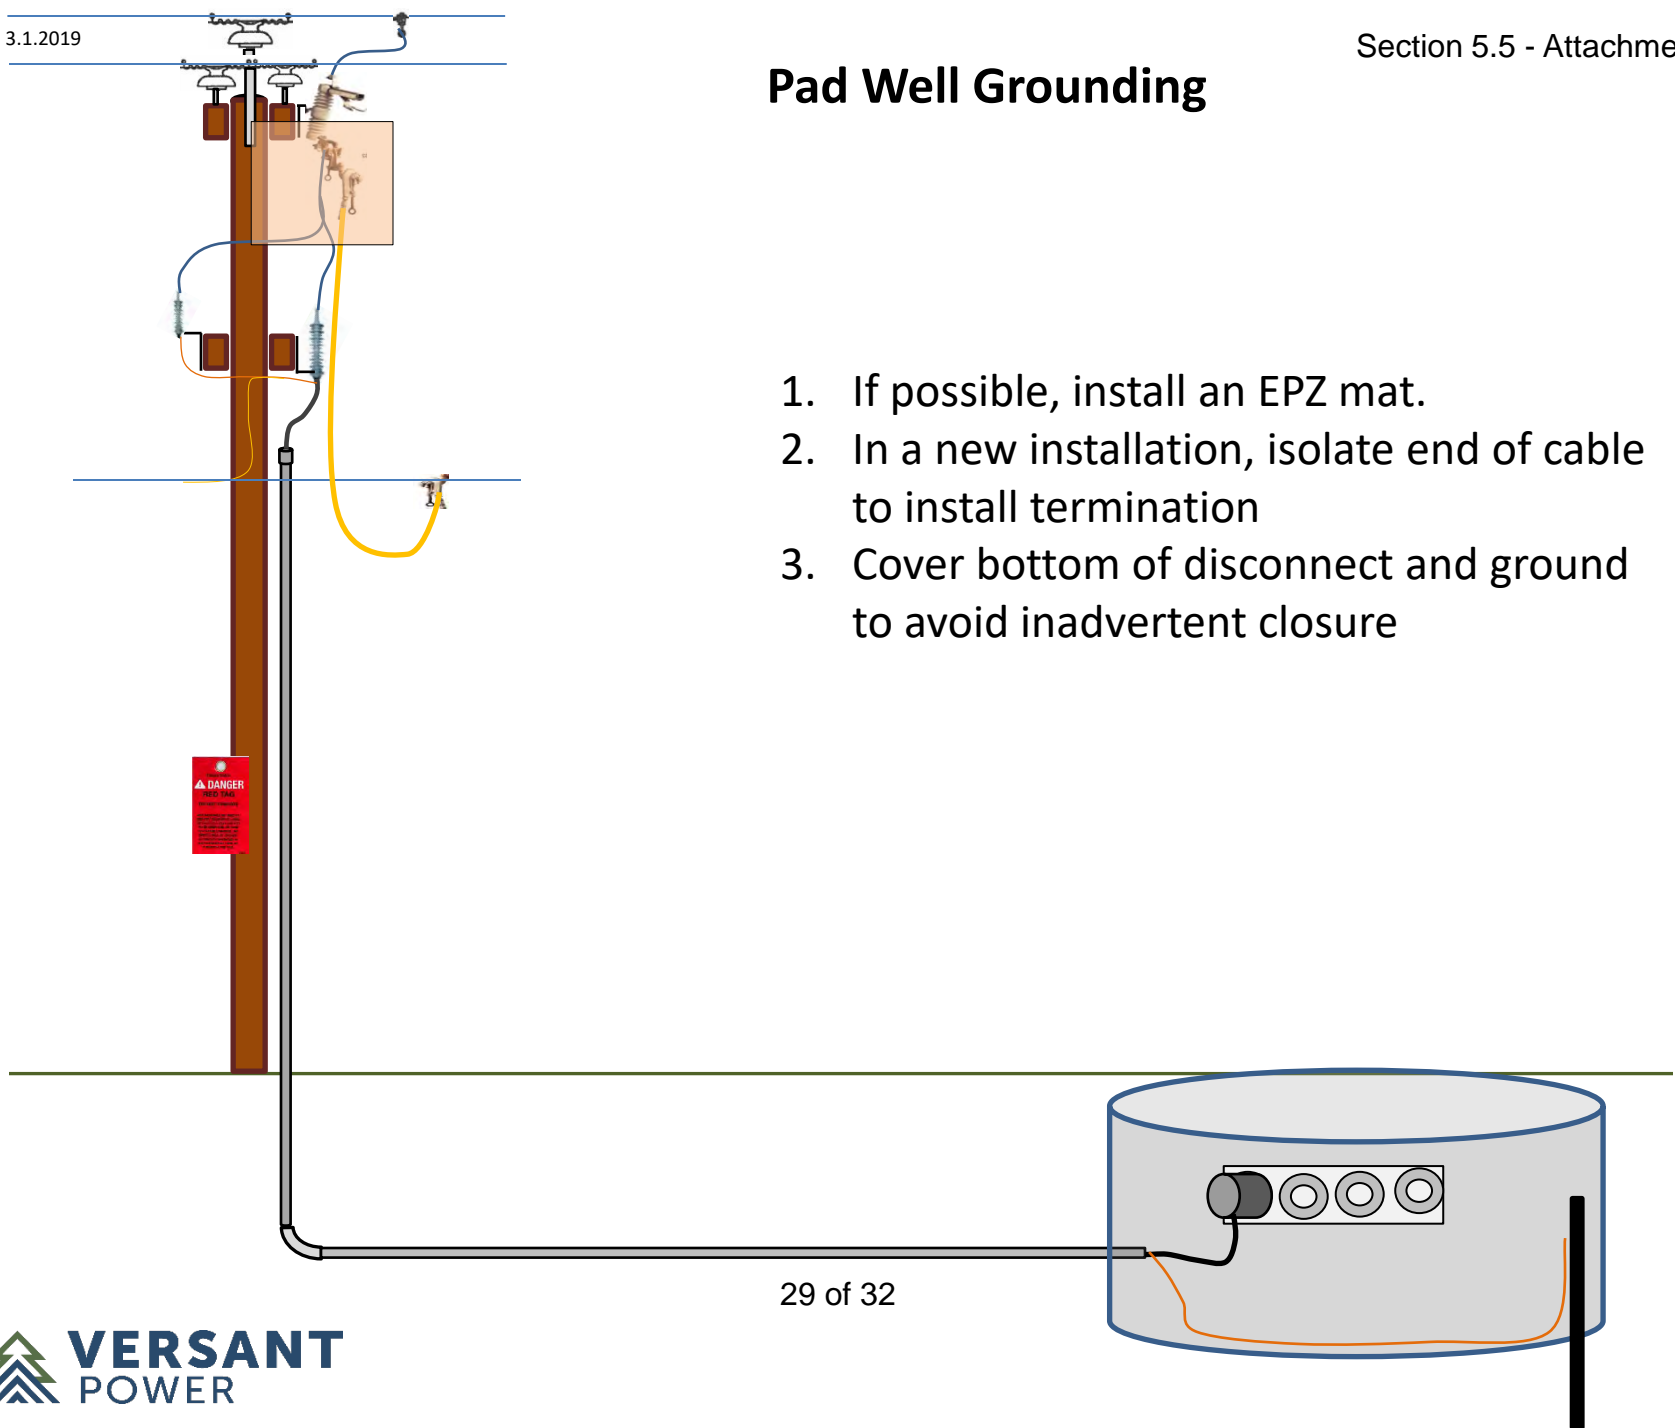 3.1.2019
Section 5.5 - Attachme
Pad Well Grounding
1. If possible, install an EPZ mat.
2. In a new installation, isolate end of cable
to install termination
3. Cover bottom of disconnect and ground
to avoid inadvertent closure
DANGER
RED TAG
29 of 32
VERSANT
POWER